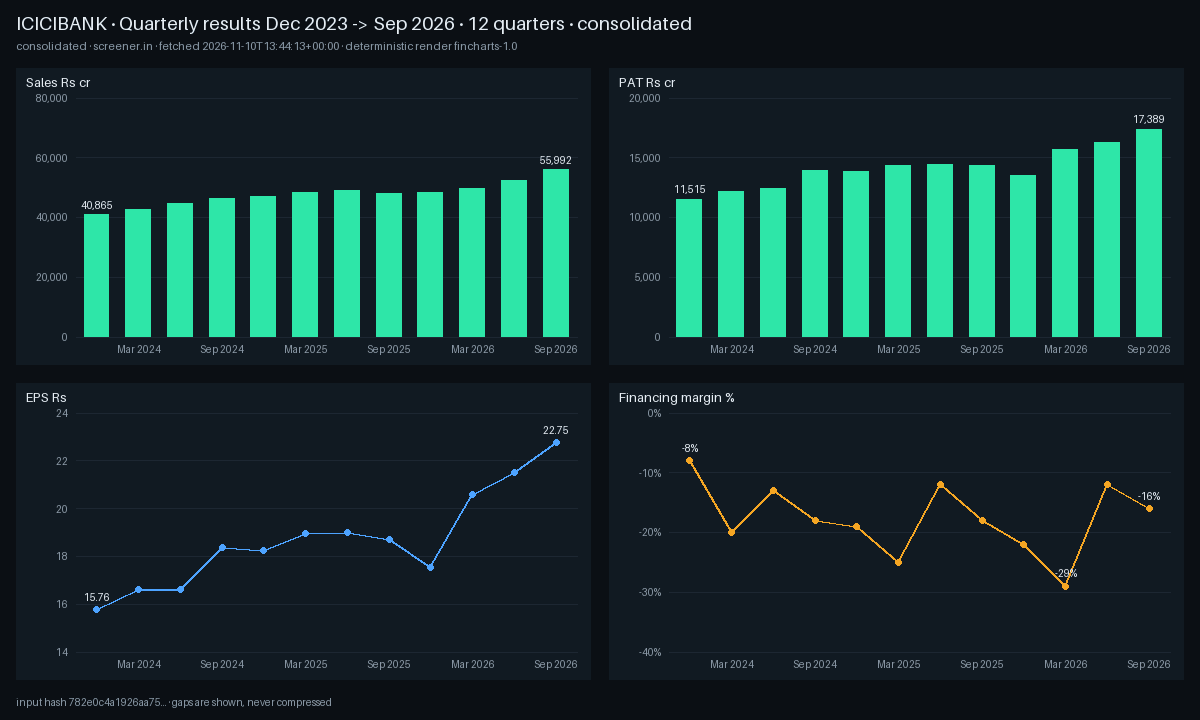 ICICIBANK · Quarterly results Dec 2023 -> Sep 2026 · 12 quarters · consolidated
consolidated · screener.in · fetched 2026-11-10T13:44:13+00:00 · deterministic render fincharts-1.0
Sales Rs cr
80,000
60,000
40,000
20,000
0
40,865
55,992
Mar 2024
Sep 2024
Mar 2025
Sep 2025
Mar 2026
Sep 2026
PAT Rs cr
20,000
15,000
10,000
5,000
0
11,515
17,389
Mar 2024
Sep 2024
Mar 2025
Sep 2025
Mar 2026
Sep 2026
EPS Rs
24
22
20
18
16
14
15.76
22.75
Mar 2024
Sep 2024
Mar 2025
Sep 2025
Mar 2026
Sep 2026
Financing margin %
0%
-10%
-20%
-30%
-40%
-8%
-29%
-16%
Mar 2024
Sep 2024
Mar 2025
Sep 2025
Mar 2026
Sep 2026
input hash 782e0c4a1926aa75… · gaps are shown, never compressed